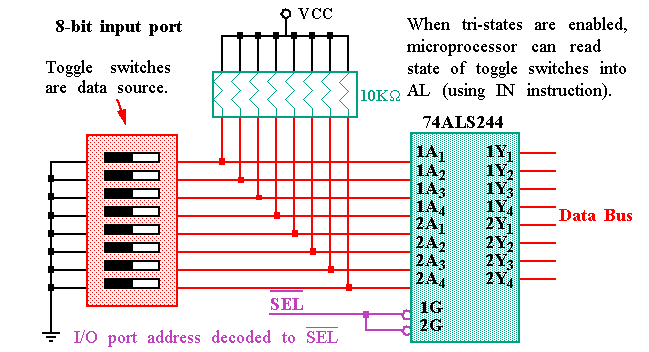 8-bit input port
VCC
When tri-states are enabled,
microprocessor can read
state of toggle switches into
AL (using IN instruction).
Toggle switches
are data source.
10KΩ
74ALS244
1A1 1Y1
1A2 1Y2
1A3 1Y3
1A4 1Y4
2A1 2Y1
2A2 2Y2
2A3 2Y3
2A4 2Y4
Data Bus
SEL
1G
2G
I/O port address decoded to SEL